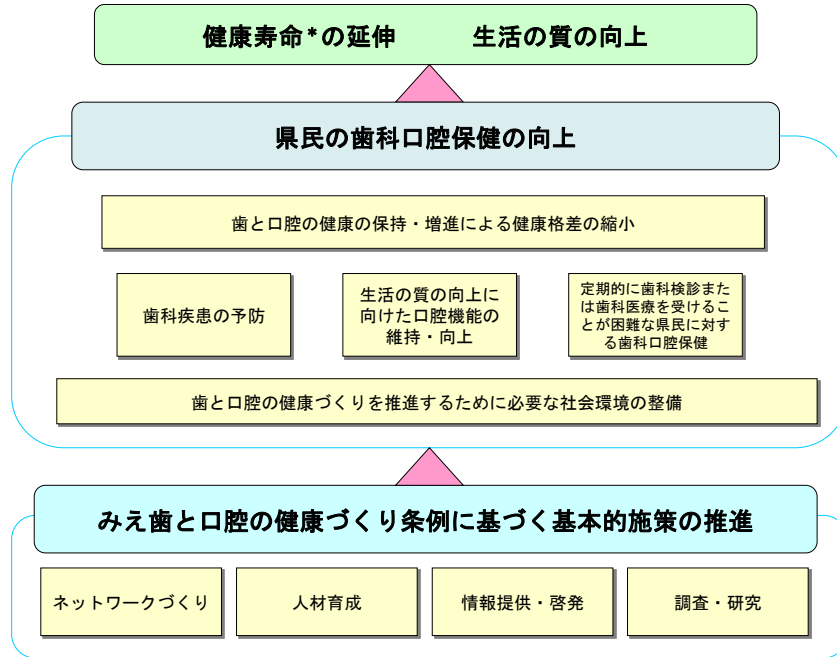 健康寿命*の延伸　　　生活の質の向上
県民の歯科口腔保健の向上
歯と口腔の健康の保持・増進による健康格差の縮小
歯科疾患の予防
生活の質の向上に
向けた口腔機能の
維持・向上
定期的に歯科検診また
は歯科医療を受けるこ
とが困難な県民に対す
る歯科口腔保健
歯と口腔の健康づくりを推進するために必要な社会環境の整備
みえ歯と口腔の健康づくり条例に基づく基本的施策の推進
ネットワークづくり
人材育成
情報提供・啓発
調査・研究